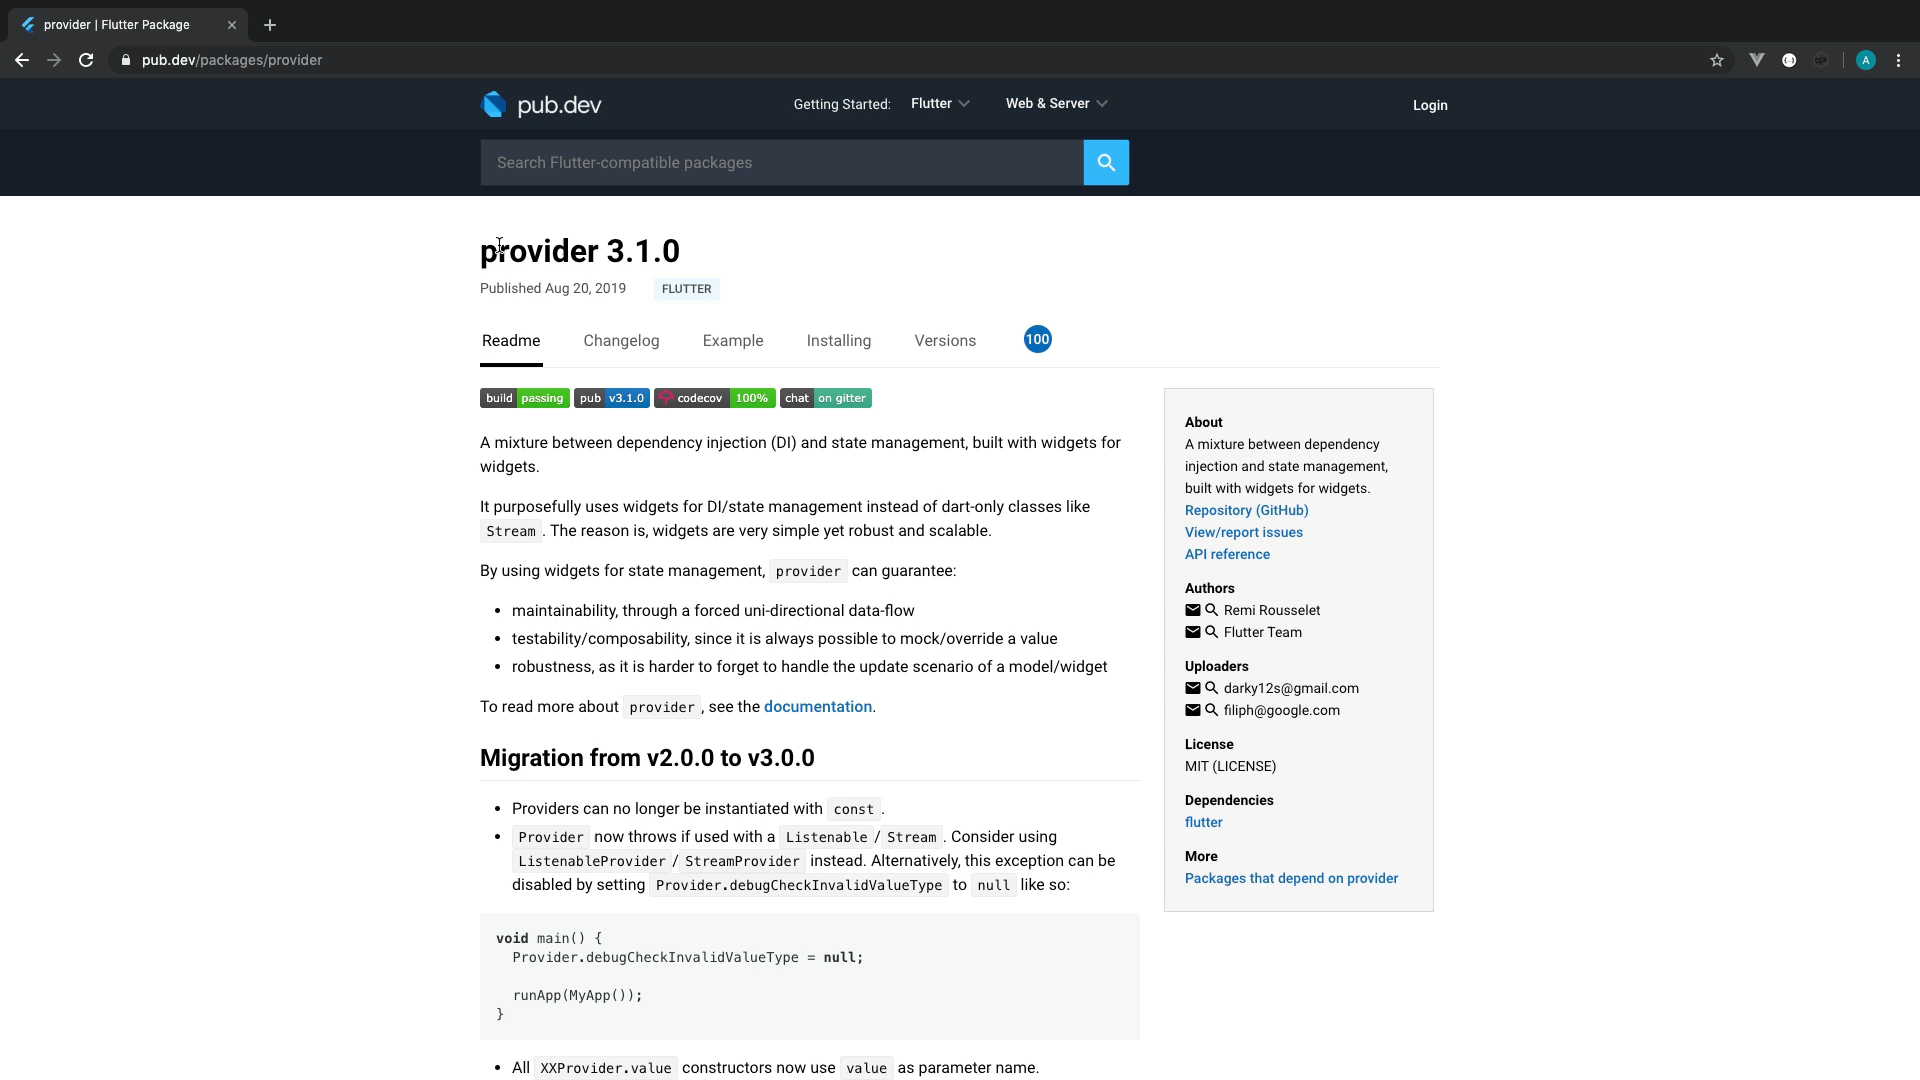 provider | Flutter Package
pub.dev/packages/provider
A
pub.dev
Getting Started:
Flutter
Web & Server
Login
Search Flutter-compatible packages
provider 3.1.0
Published Aug 20, 2019
FLUTTER
Readme
Changelog
Example
Installing
Versions
100
build passing
pub v3.1.0
codecov 100%
chat on gitter
A mixture between dependency injection (DI) and state management, built with widgets for
widgets.
It purposefully uses widgets for DI/state management instead of dart-only classes like
Stream . The reason is, widgets are very simple yet robust and scalable.
By using widgets for state management, provider can guarantee:
• maintainability, through a forced uni-directional data-flow
• testability/composability, since it is always possible to mock/override a value
• robustness, as it is harder to forget to handle the update scenario of a model/widget
To read more about provider , see the documentation.
Migration from v2.0.0 to v3.0.0
• Providers can no longer be instantiated with const .
• Provider now throws if used with a Listenable / Stream . Consider using
ListenableProvider / StreamProvider instead. Alternatively, this exception can be
disabled by setting Provider.debugCheckInvalidValueType to null like so:
void main() {
Provider.debugCheckInvalidValueType = null;
runApp(MyApp());
}
• All XXProvider.value constructors now use value as parameter name.
About
A mixture between dependency
injection and state management,
built with widgets for widgets.
Repository (GitHub)
View/report issues
API reference
Authors
Remi Rousselet
Flutter Team
Uploaders
darky12s@gmail.com
filiph@google.com
License
MIT (LICENSE)
Dependencies
flutter
More
Packages that depend on provider